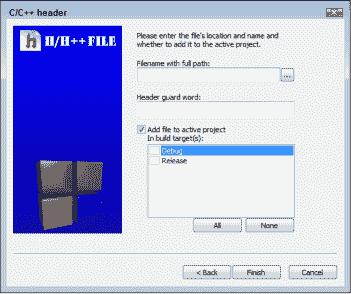 C/C++ header
H/H++ FILE
h
Please enter the file's location and name and
whether to add it to the active project.
Filename with full path:
...
Header guard word:
Add file to active project
In build target(s):
Debug
Release
All
None
< Back
Finish
Cancel